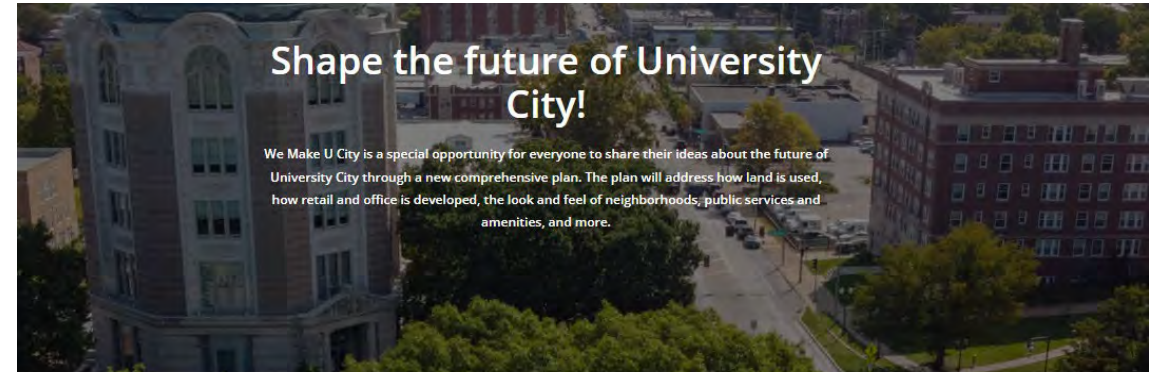 Shape the future of University
City!
We Make U City is a special opportunity for everyone to share their ideas about the future of
University City through a new comprehensive plan. The plan will address how land is used,
how retail and office is developed, the look and feel of neighborhoods, public services and
amenities, and more.